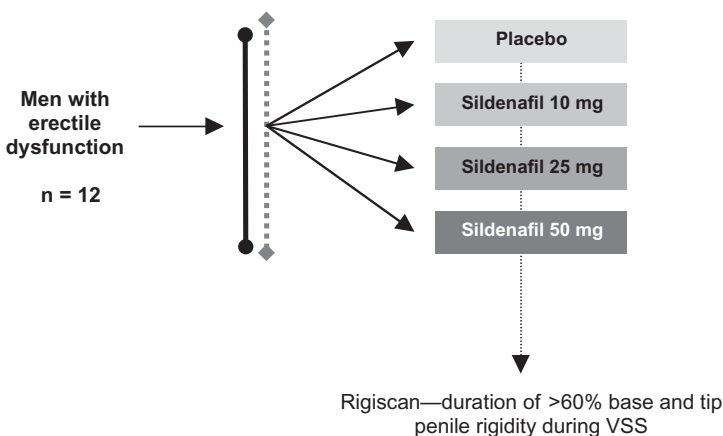 Men with
erectile
dysfunction
n = 12
Placebo
Sildenafil 10 mg
Sildenafil 25 mg
Sildenafil 50 mg
Rigiscan—duration of >60% base and tip
penile rigidity during VSS